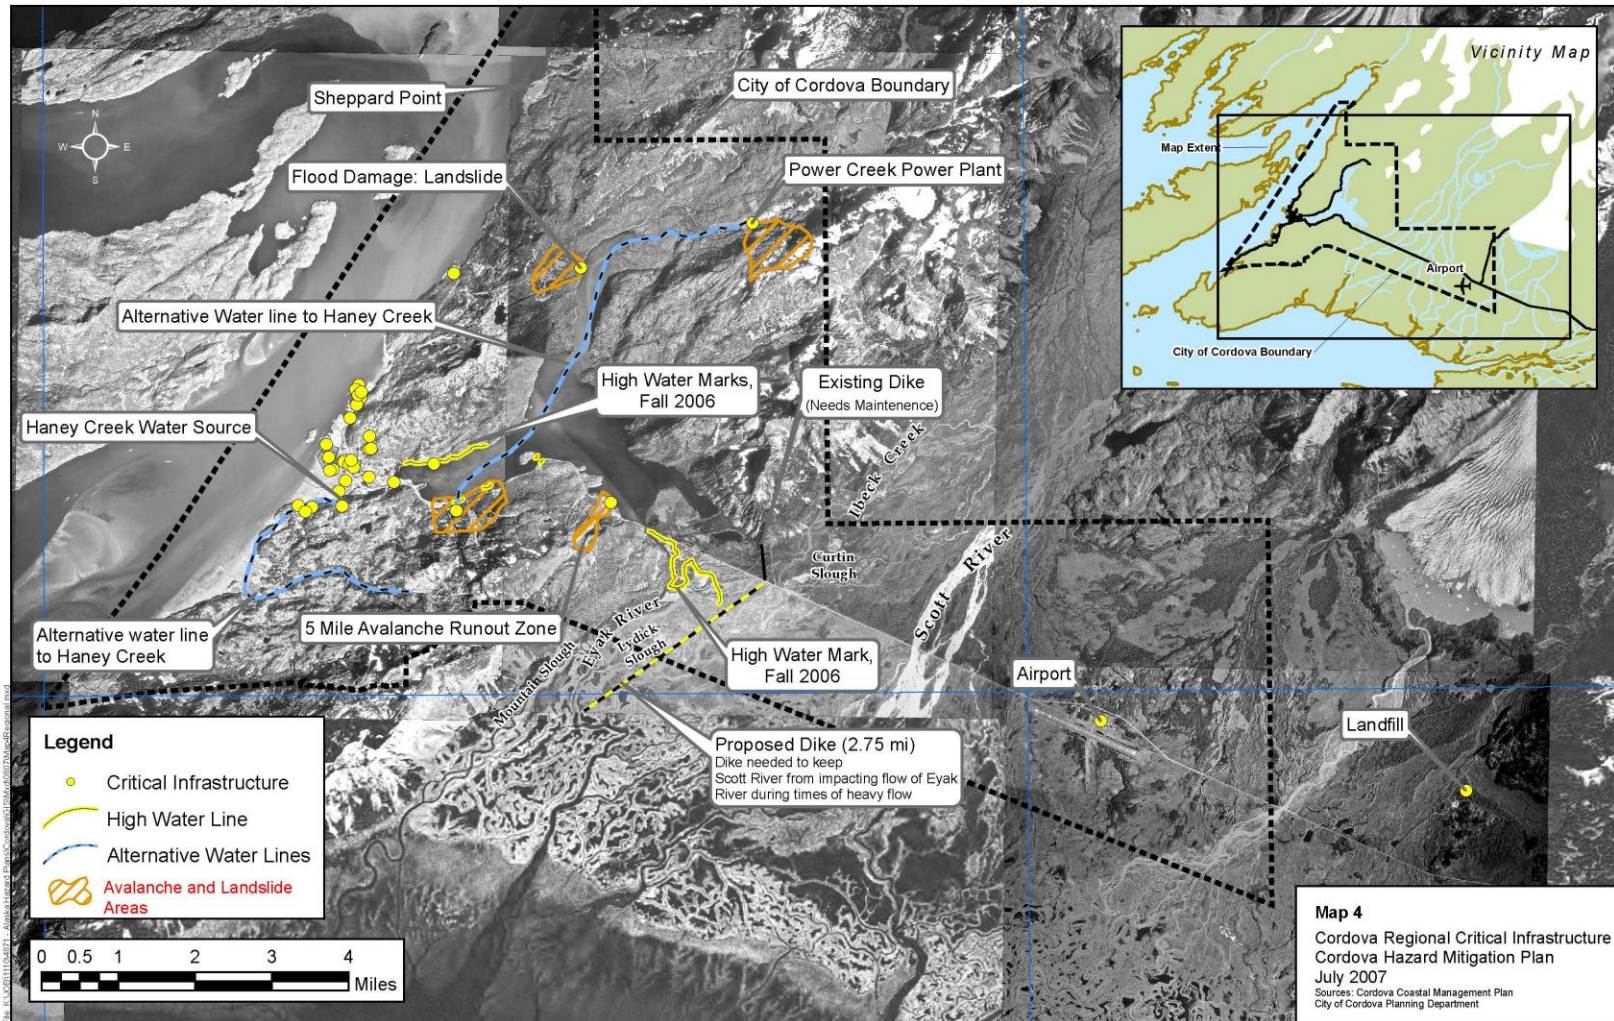 Vicinity Map
Map Extent
Airport
City of Cordova Boundary
Sheppard Point
City of Cordova Boundary
N
W
E
S
Flood Damage: Landslide
Power Creek Power Plant
Alternative Water line to Haney Creek
High Water Marks,
Fall 2006
Existing Dike
(Needs Maintenence)
Haney Creek Water Source
Ibeck Creek
Curtin
Slough
Scott River
Alternative water line
to Haney Creek
5 Mile Avalanche Runout Zone
Eyak River
Lydick
Slough
Mountain Slough
High Water Mark,
Fall 2006
Airport
Landfill
Proposed Dike (2.75 mi)
Dike needed to keep
Scott River from impacting flow of Eyak
River during times of heavy flow
Legend
Critical Infrastructure
High Water Line
Alternative Water Lines
Avalanche and Landslide
Areas
0 0.5 1 2 3 4
Miles
Map 4
Cordova Regional Critical Infrastructure
Cordova Hazard Mitigation Plan
July 2007
Sources: Cordova Coastal Management Plan
City of Cordova Planning Department